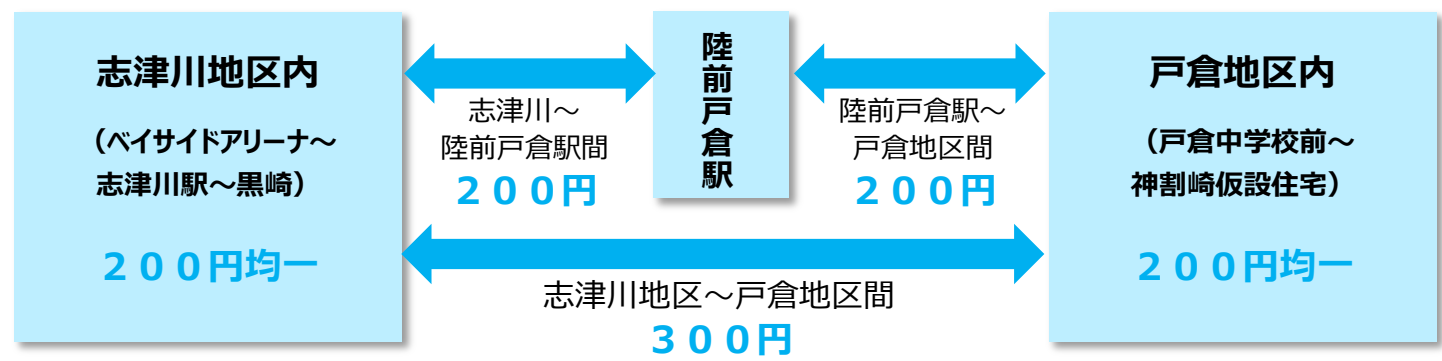 志津川地区内
（ベイサイドアリーナ～
志津川駅～黒崎）
２００円均一
志津川～
陸前戸倉駅間
２００円
陸前戸倉駅
陸前戸倉駅～
戸倉地区間
２００円
志津川地区～戸倉地区間
３００円
戸倉地区内
（戸倉中学校前～
神割崎仮設住宅）
２００円均一